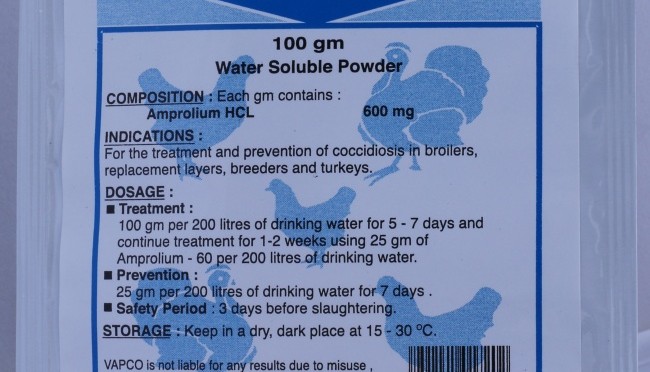 100 gm
Water Soluble Powder
COMPOSITION : Each gm contains :
Amprolium HCL 600 mg
INDICATIONS :
For the treatment and prevention of coccidiosis in broilers,
replacement layers, breeders and turkeys.
DOSAGE :
■ Treatment :
100 gm per 200 litres of drinking water for 5 - 7 days and
continue treatment for 1-2 weeks using 25 gm of
Amprolium - 60 per 200 litres of drinking water.
■ Prevention :
25 gm per 200 litres of drinking water for 7 days .
■ Safety Period : 3 days before slaughtering.
STORAGE : Keep in a dry, dark place at 15 - 30 ºC.
VAPCO is not liable for any results due to misuse ,